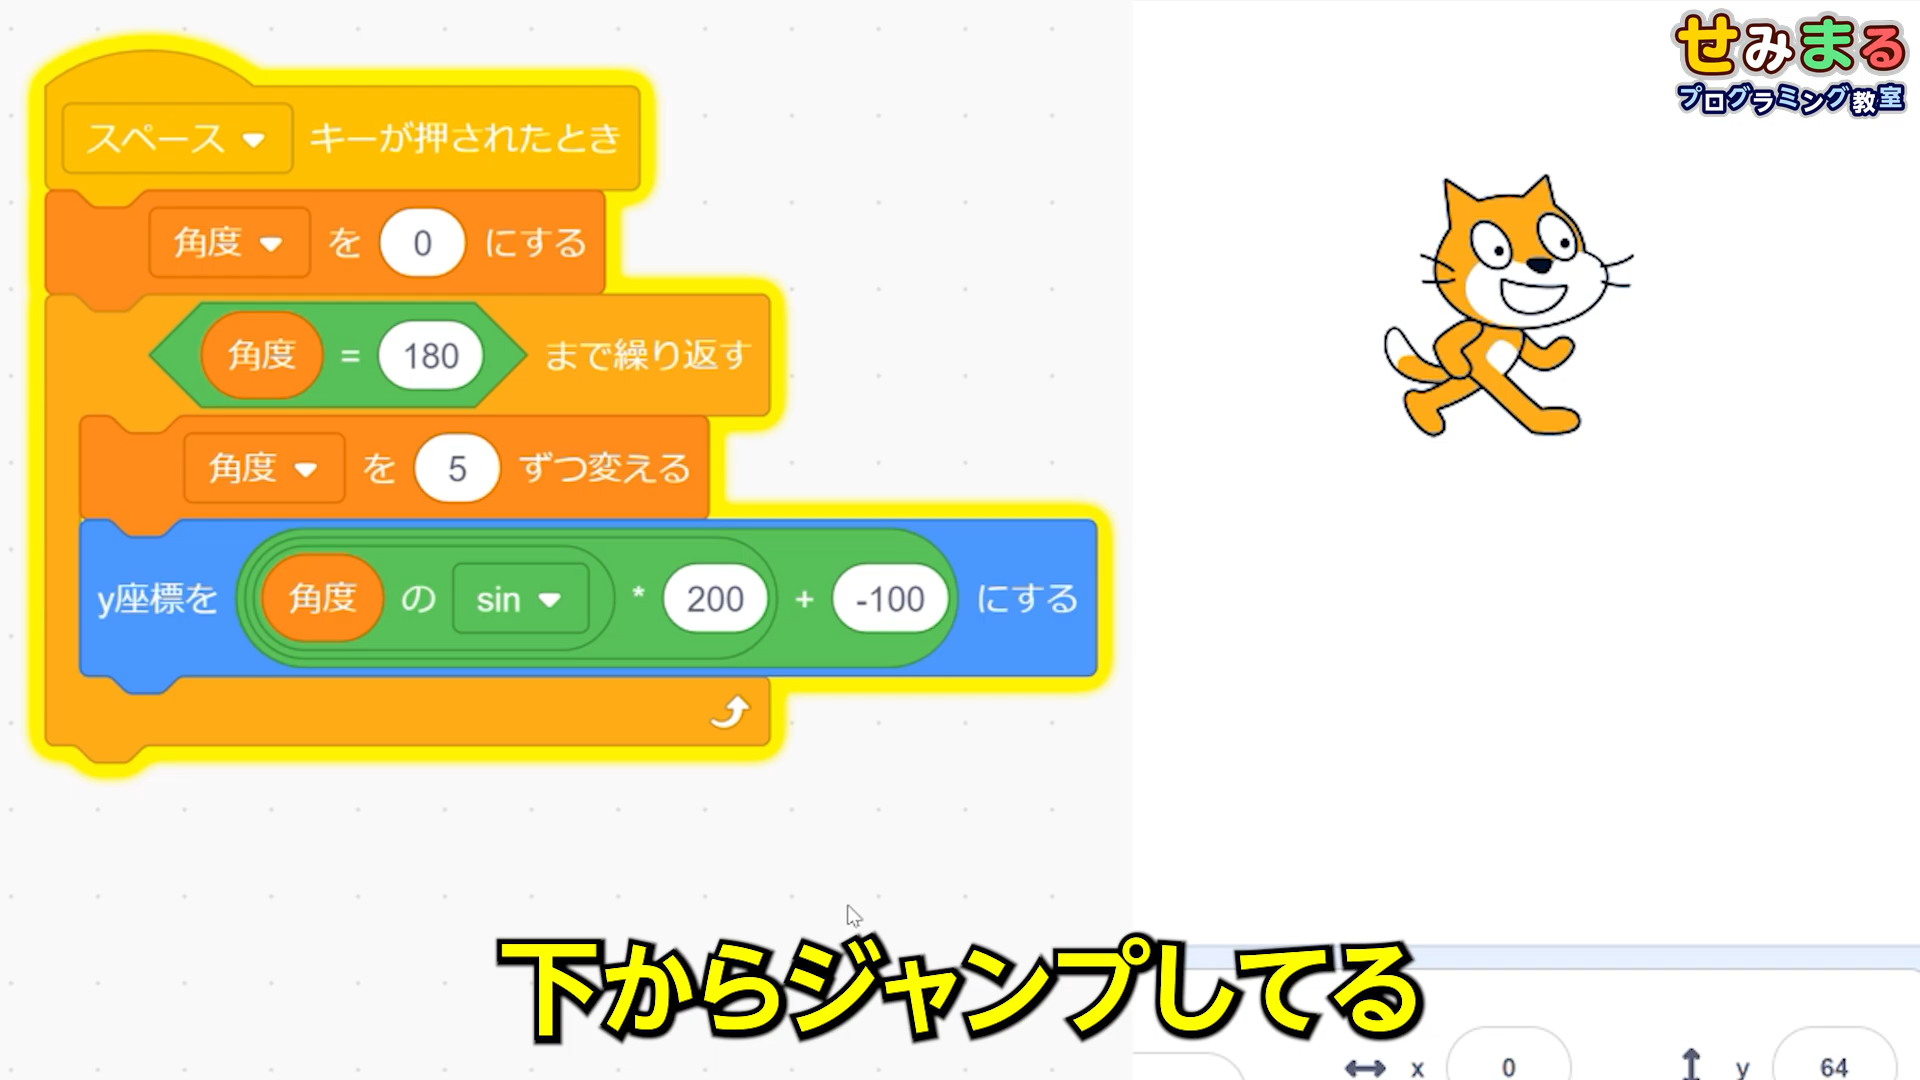 せみまる
プログラミング教室
スペース キーが押されたとき
角度 を 0 にする
角度 = 180 まで繰り返す
角度 を 5 ずつ変える
y座標を 角度 の sin * 200 + -100 にする
下からジャンプしてる
x 0 y 64